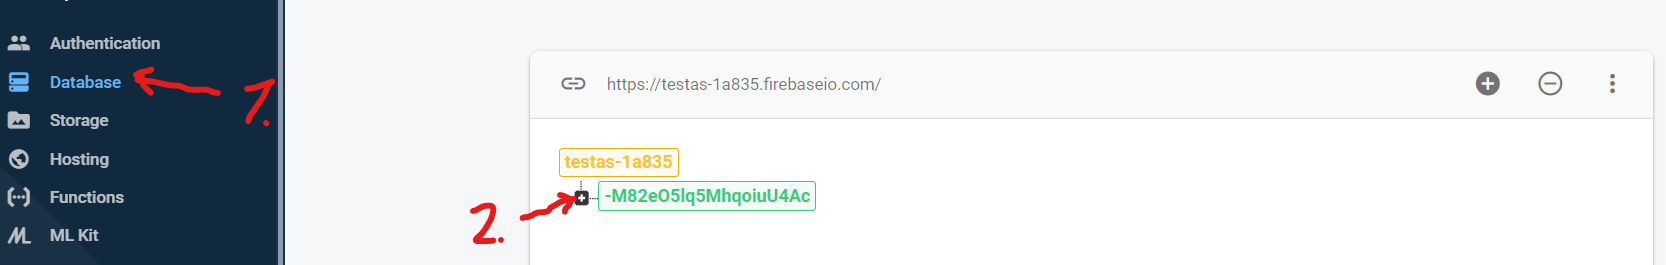 Authentication
Database
1.
Storage
Hosting
Functions
ML Kit
https://testas-1a835.firebaseio.com/
testas-1a835
-M82eO5lq5MhqoiuU4Ac
2.